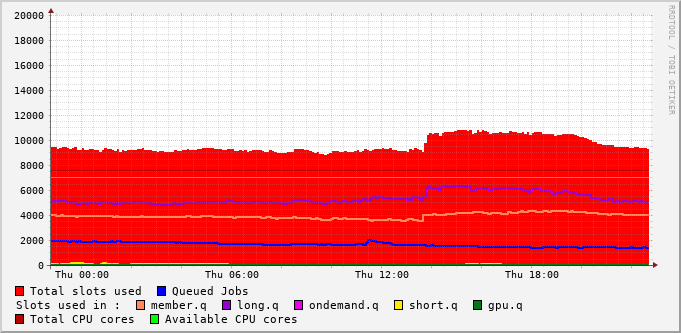 20000
18000
16000
14000
12000
10000
8000
6000
4000
2000
0
Thu 00:00 Thu 06:00 Thu 12:00 Thu 18:00
Total slots used Queued Jobs
Slots used in : member.q long.q ondemand.q short.q gpu.q
Total CPU cores Available CPU cores
RRDTOOL / TOBI OETIKER